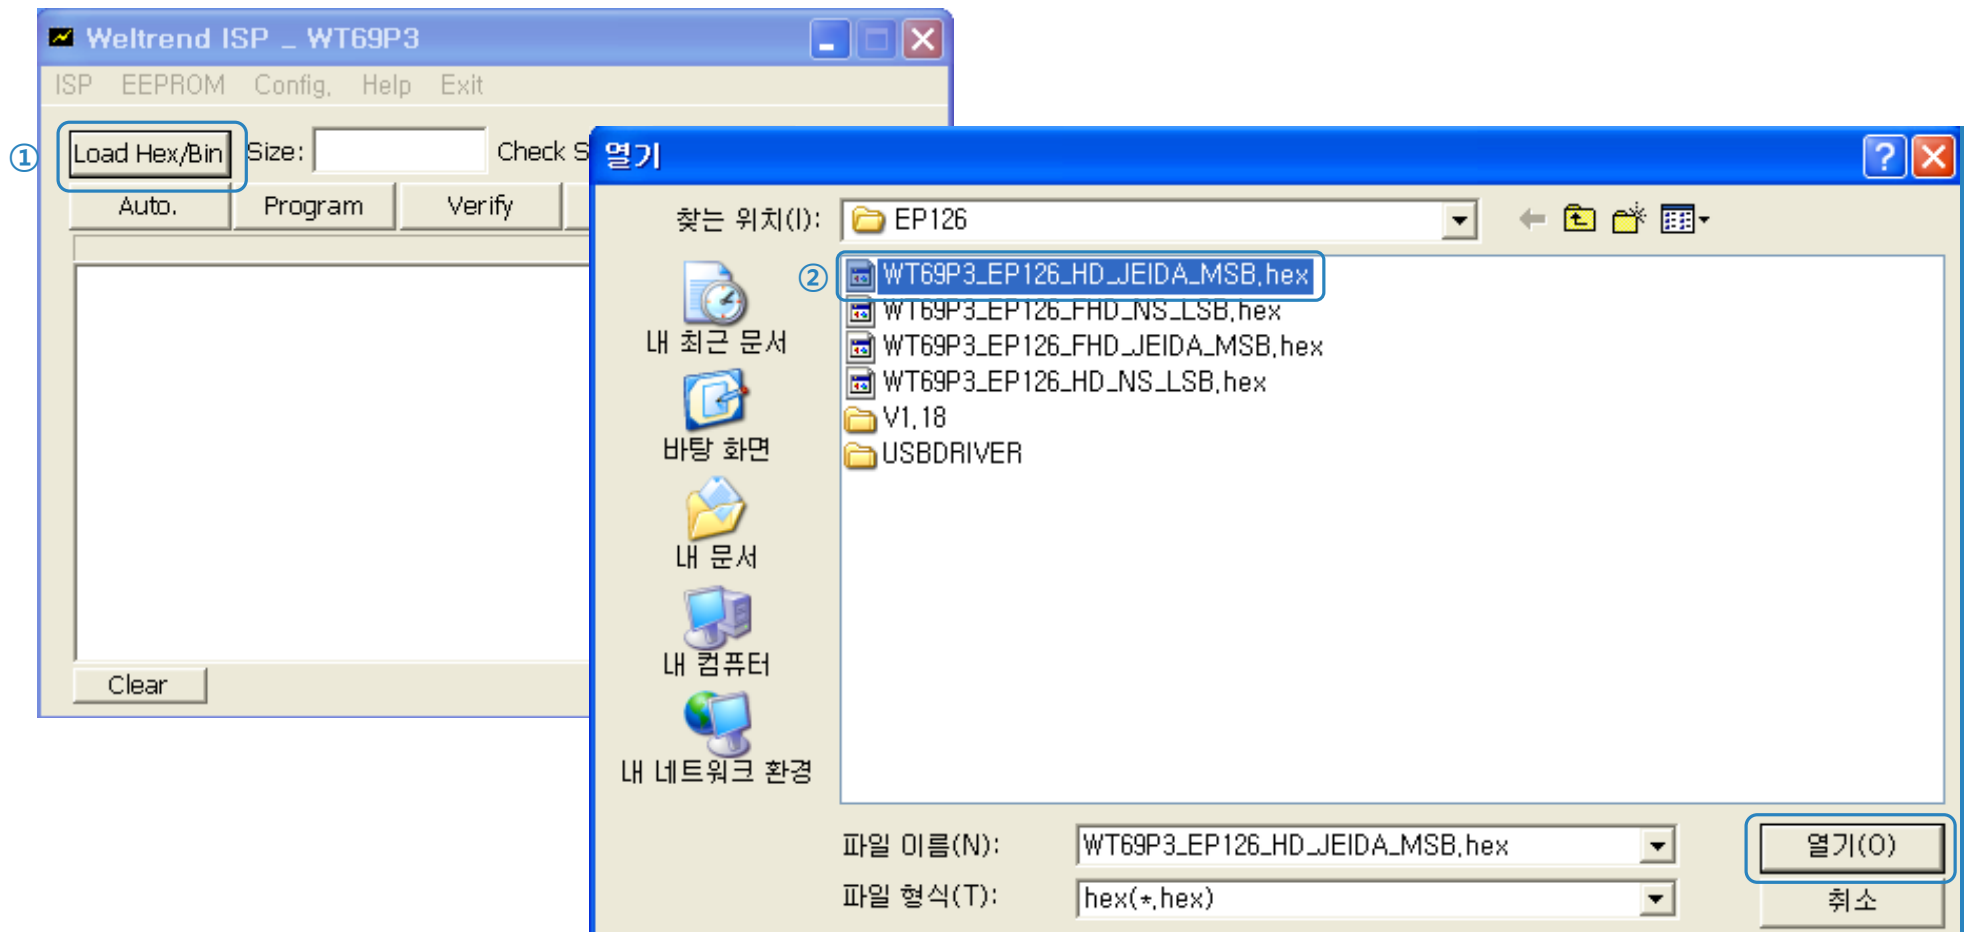 Weltrend ISP _ WT69P3
ISP EEPROM Config. Help Exit
① Load Hex/Bin Size: Check S
Auto. Program Verify
Clear
열기
찾는 위치(I): EP126
② WT69P3_EP126_HD_JEIDA_MSB.hex
WT69P3_EP126_FHD_NS_LSB.hex
WT69P3_EP126_FHD_JEIDA_MSB.hex
WT69P3_EP126_HD_NS_LSB.hex
V1.18
USBDRIVER
내 최근 문서
바탕 화면
내 문서
내 컴퓨터
내 네트워크 환경
파일 이름(N): WT69P3_EP126_HD_JEIDA_MSB.hex 열기(O)
파일 형식(T): hex(*.hex) 취소